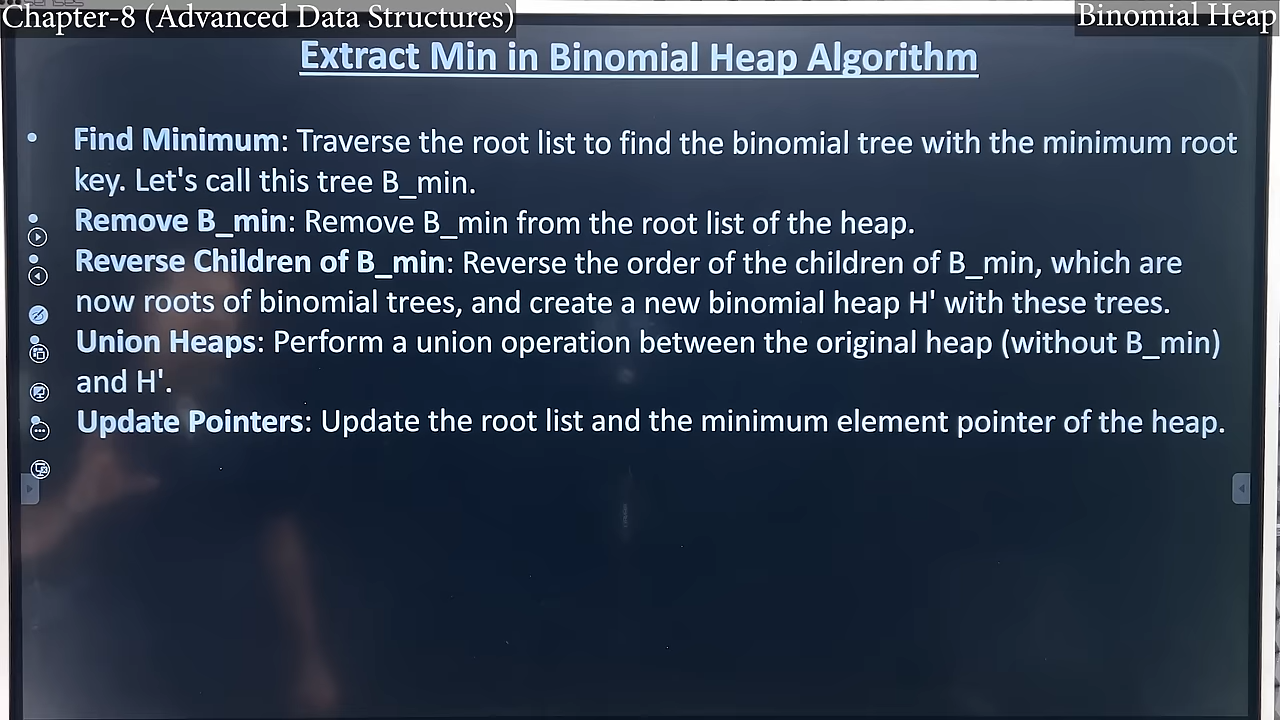 Chapter-8 (Advanced Data Structures)
Binomial Heap
Extract Min in Binomial Heap Algorithm
• Find Minimum: Traverse the root list to find the binomial tree with the minimum root
key. Let's call this tree B_min.
• Remove B_min: Remove B_min from the root list of the heap.
• Reverse Children of B_min: Reverse the order of the children of B_min, which are
now roots of binomial trees, and create a new binomial heap H' with these trees.
• Union Heaps: Perform a union operation between the original heap (without B_min)
and H'.
• Update Pointers: Update the root list and the minimum element pointer of the heap.